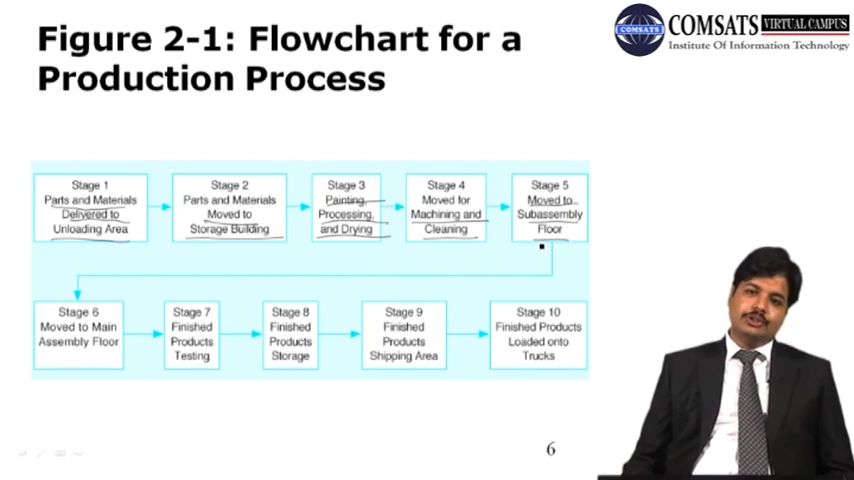 Figure 2-1: Flowchart for a
Production Process
COMSATS
COMSATS VIRTUAL CAMPUS
Institute Of Information Technology
Stage 1
Parts and Materials
Delivered to
Unloading Area
Stage 2
Parts and Materials
Moved to
Storage Building
Stage 3
Painting,
Processing,
and Drying
Stage 4
Moved for
Machining and
Cleaning
Stage 5
Moved to
Subassembly
Floor
Stage 6
Moved to Main
Assembly Floor
Stage 7
Finished
Products
Testing
Stage 8
Finished
Products
Storage
Stage 9
Finished
Products
Shipping Area
Stage 10
Finished Products
Loaded onto
Trucks
6